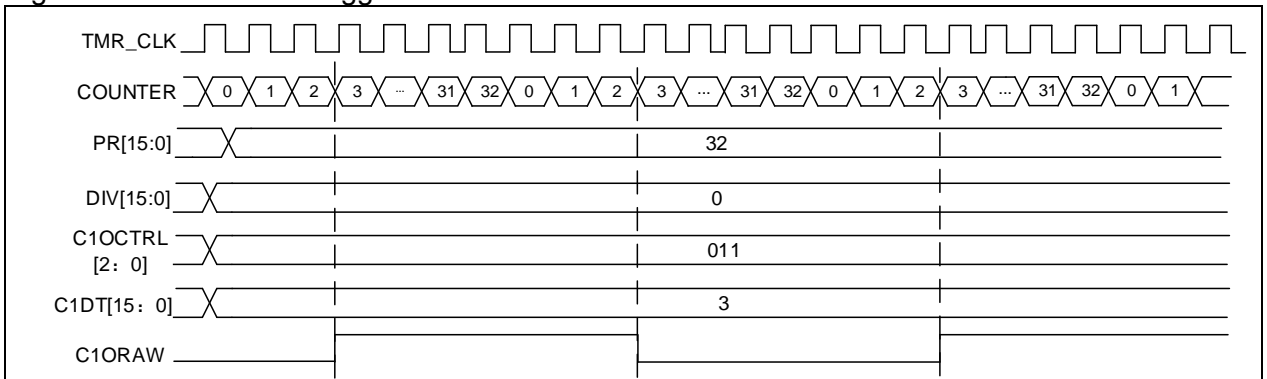 TMR_CLK
COUNTER 0 1 2 3 ... 31 32 0 1 2 3 ... 31 32 0 1 2 3 ... 31 32 0 1
PR[15:0] 32
DIV[15:0] 0
C1OCTRL
[2：0] 011
C1DT[15：0] 3
C1ORAW